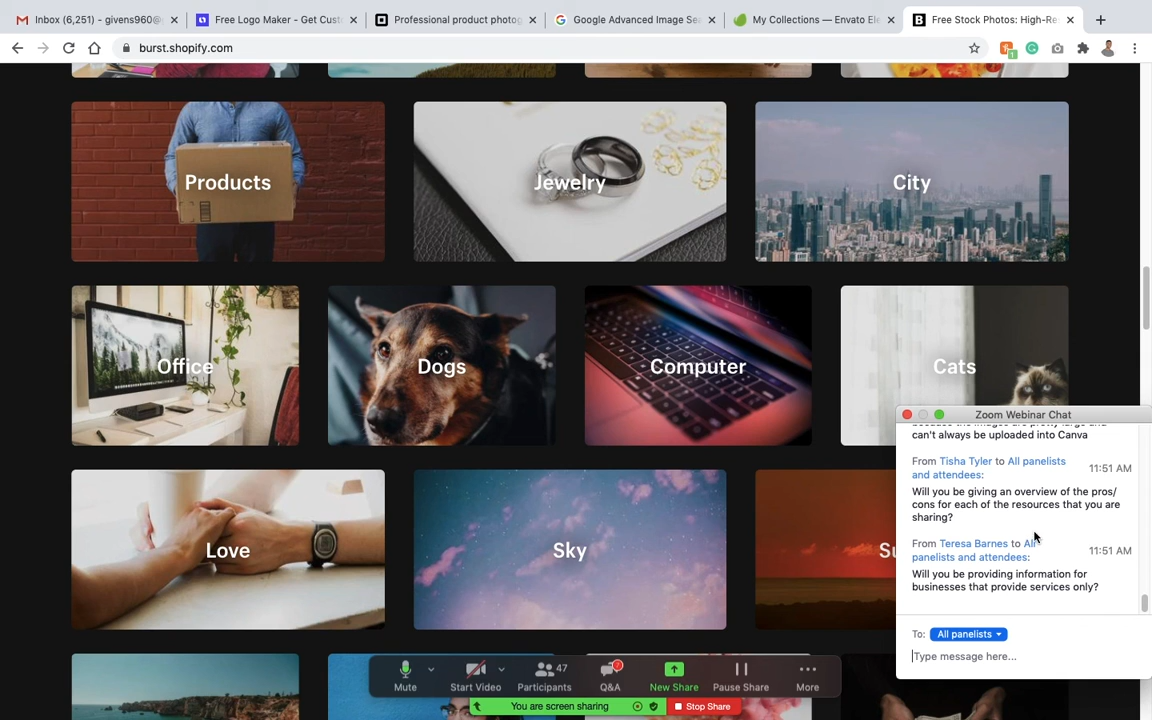 Inbox (6,251) - givens960@
Free Logo Maker - Get Cust
Professional product photog
Google Advanced Image Sea
My Collections — Envato Ele
Free Stock Photos: High-Re
burst.shopify.com
1
Products
Jewelry
City
Office
Dogs
Computer
Cats
Love
Sky
Su
Zoom Webinar Chat
can't always be uploaded into Canva
From Tisha Tyler to All panelists
and attendees:
11:51 AM
Will you be giving an overview of the pros/
cons for each of the resources that you are
sharing?
From Teresa Barnes to All
panelists and attendees:
11:51 AM
Will you be providing information for
businesses that provide services only?
To: All panelists
Type message here...
Mute
Start Video
47
Participants
Q&A
New Share
Pause Share
More
You are screen sharing
Stop Share